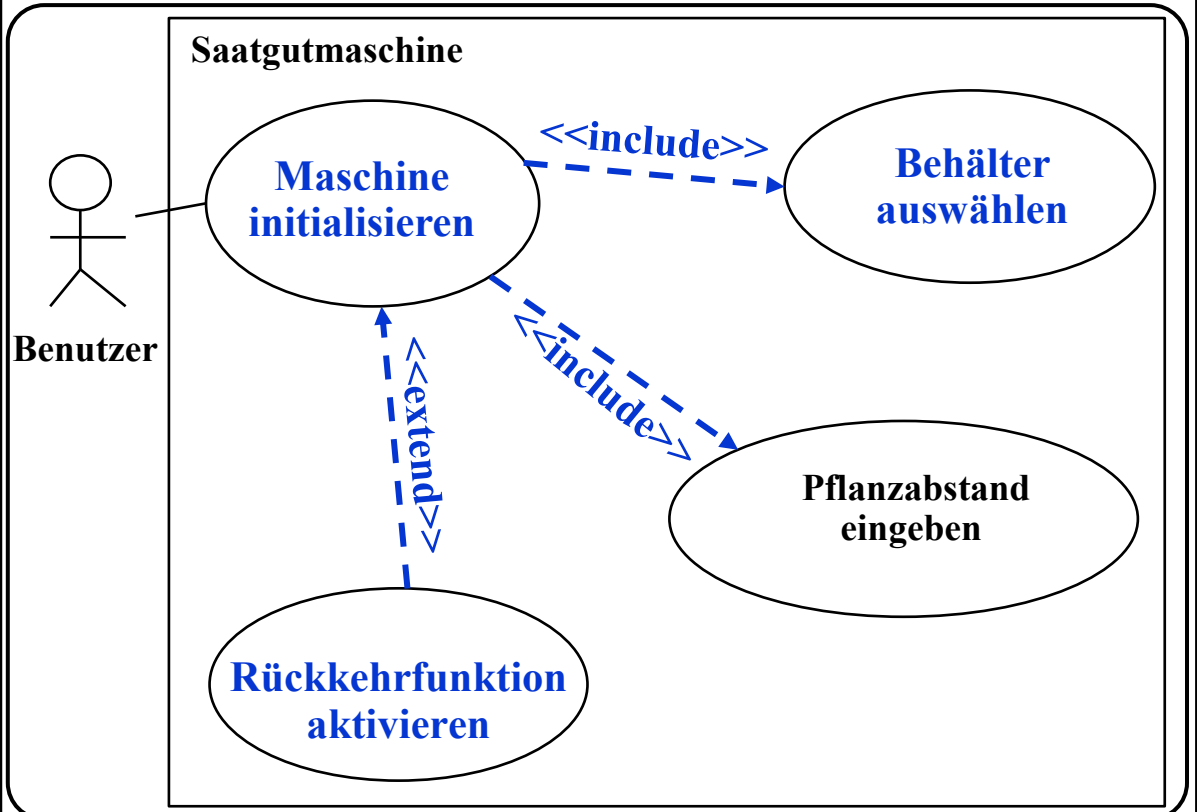 Saatgutmaschine
<<include>>
Maschine
initialisieren
Behälter
auswählen
Benutzer
<<extend>>
<<include>>
Pflanzabstand
eingeben
Rückkehrfunktion
aktivieren